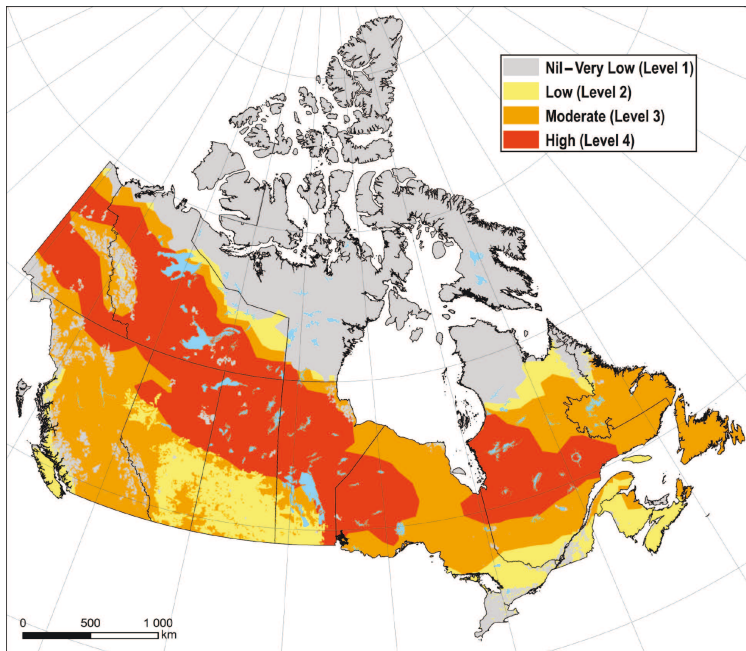 Nil–Very Low (Level 1)
Low (Level 2)
Moderate (Level 3)
High (Level 4)
0 500 1 000
km